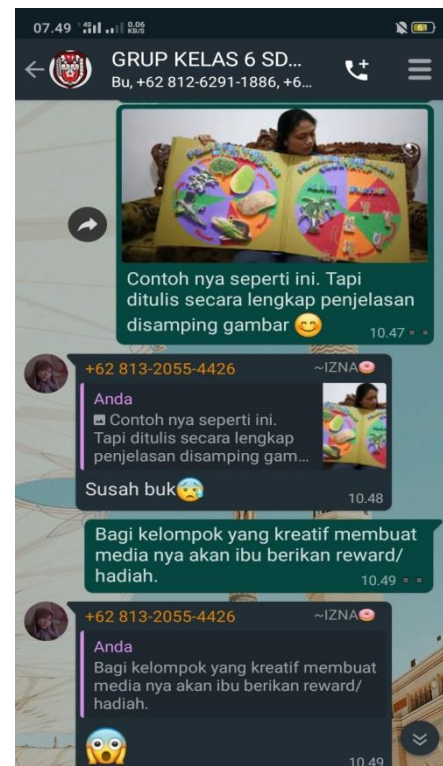 07.49 4G 0.06 KB/S
GRUP KELAS 6 SD...
Bu, +62 812-6291-1886, +6...
Contoh nya seperti ini. Tapi
ditulis secara lengkap penjelasan
disamping gambar 😊 10.47
+62 813-2055-4426 ~IZNA🍩
Anda
Contoh nya seperti ini.
Tapi ditulis secara lengkap
penjelasan disamping gam...
Susah buk😥 10.48
Bagi kelompok yang kreatif membuat
media nya akan ibu berikan reward/
hadiah. 10.49
+62 813-2055-4426 ~IZNA🍩
Anda
Bagi kelompok yang kreatif membuat
media nya akan ibu berikan reward/
hadiah.
😱 10.49